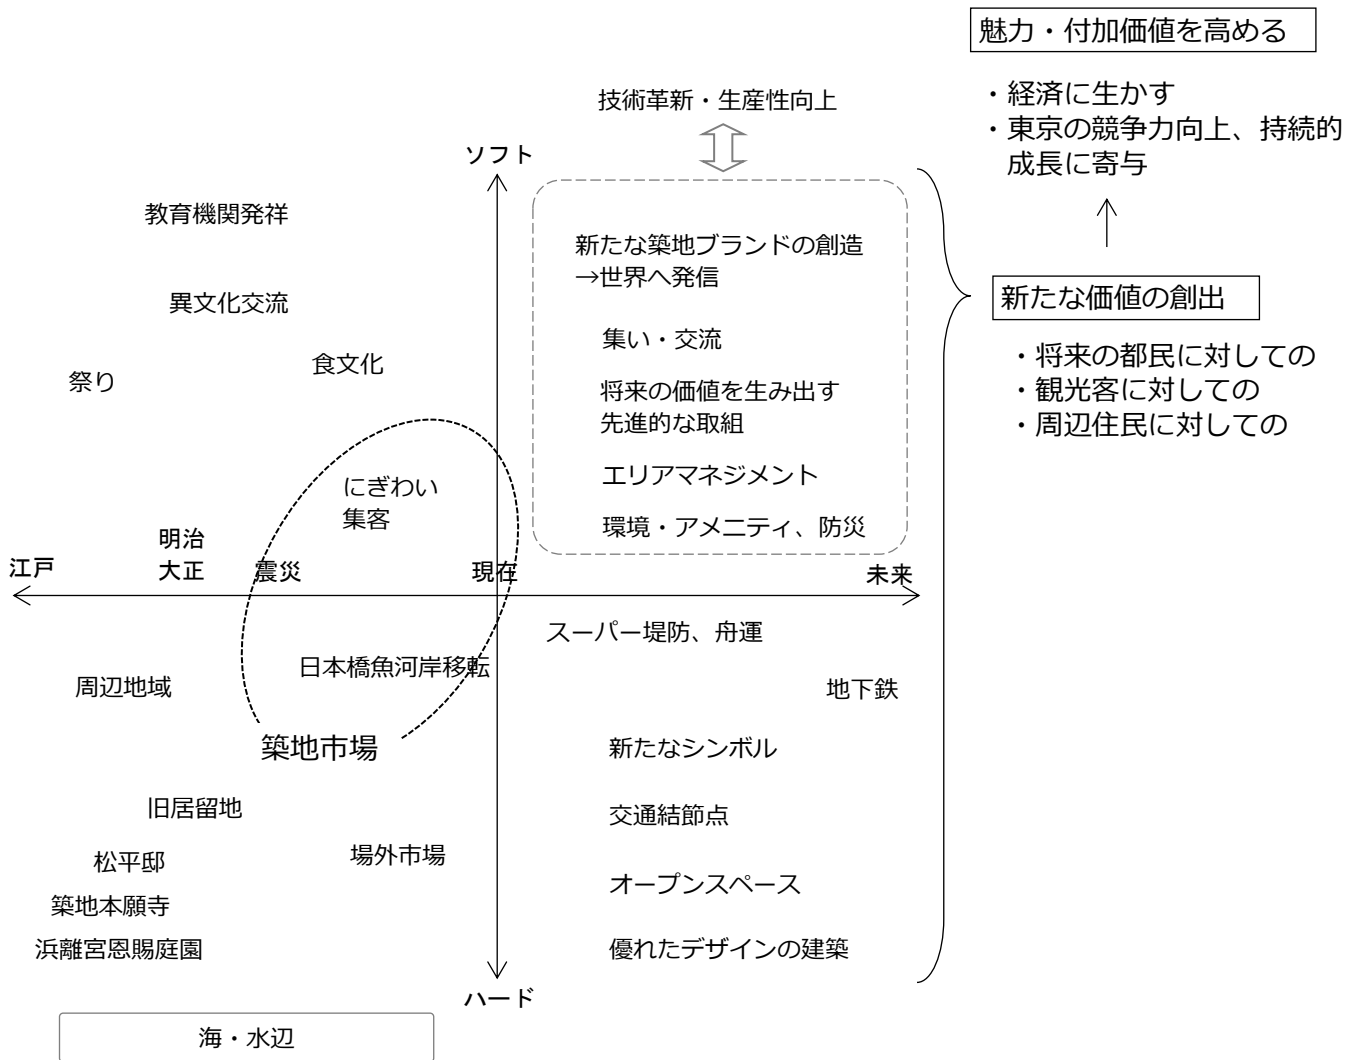 魅力・付加価値を高める
・経済に生かす
・東京の競争力向上、持続的
成長に寄与
技術革新・生産性向上
ソフト
教育機関発祥
異文化交流
食文化
祭り
新たな築地ブランドの創造
→世界へ発信
集い・交流
将来の価値を生み出す
先進的な取組
エリアマネジメント
環境・アメニティ、防災
新たな価値の創出
・将来の都民に対しての
・観光客に対しての
・周辺住民に対しての
にぎわい
集客
江戸
明治
大正
震災
現在
未来
スーパー堤防、舟運
日本橋魚河岸移転
周辺地域
地下鉄
築地市場
新たなシンボル
旧居留地
交通結節点
松平邸
場外市場
オープンスペース
築地本願寺
浜離宮恩賜庭園
優れたデザインの建築
ハード
海・水辺